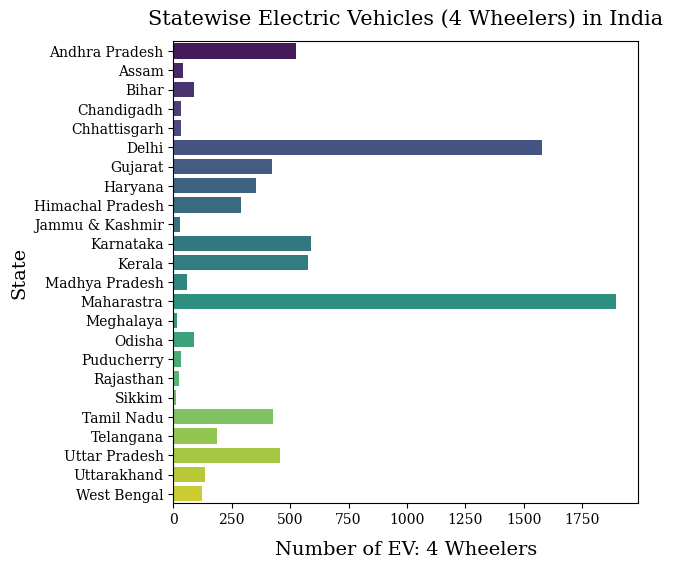 Statewise Electric Vehicles (4 Wheelers) in India
Andhra Pradesh
Assam
Bihar
Chandigadh
Chhattisgarh
Delhi
Gujarat
Haryana
Himachal Pradesh
Jammu & Kashmir
Karnataka
Kerala
Madhya Pradesh
Maharastra
Meghalaya
Odisha
Puducherry
Rajasthan
Sikkim
Tamil Nadu
Telangana
Uttar Pradesh
Uttarakhand
West Bengal
State
0 250 500 750 1000 1250 1500 1750
Number of EV: 4 Wheelers